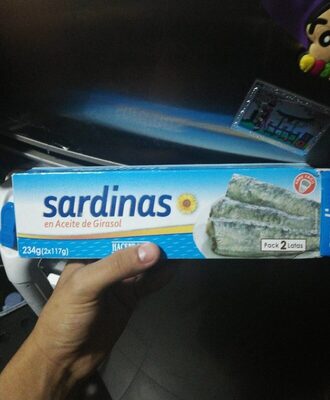 sardinas
en Aceite de Girasol
234g(2x117g)
Pack 2 Latas